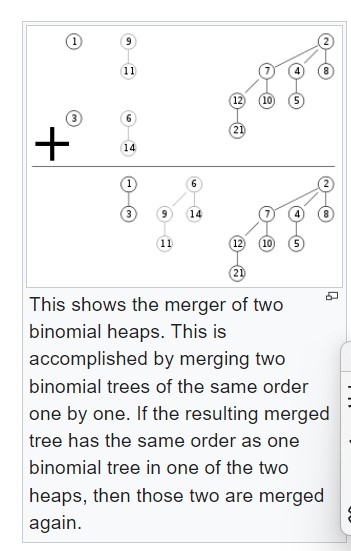 1 9 2
11 7 4 8
12 10 5
3 6 21
+ 14
1 6 2
3 9 14 7 4 8
11 12 10 5
21
This shows the merger of two
binomial heaps. This is
accomplished by merging two
binomial trees of the same order
one by one. If the resulting merged
tree has the same order as one
binomial tree in one of the two
heaps, then those two are merged
again.